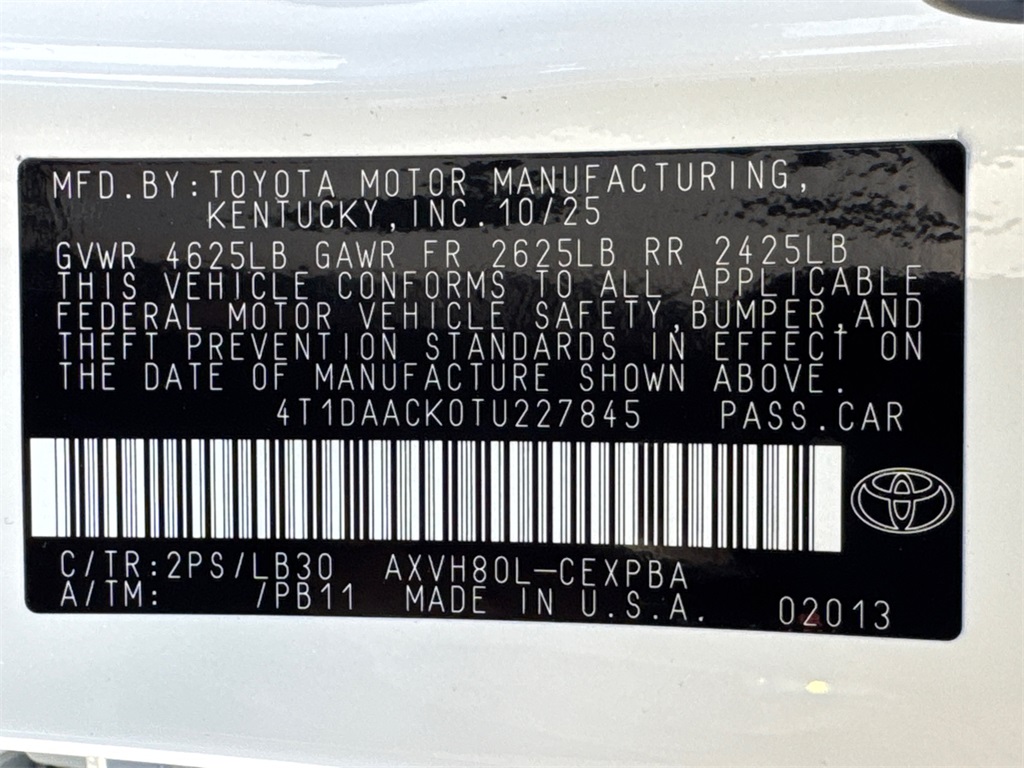 MFD.BY:TOYOTA MOTOR MANUFACTURING,
KENTUCKY,INC.10/25
GVWR 4625LB GAWR FR 2625LB RR 2425LB
THIS VEHICLE CONFORMS TO ALL APPLICABLE
FEDERAL MOTOR VEHICLE SAFETY,BUMPER,AND
THEFT PREVENTION STANDARDS IN EFFECT ON
THE DATE OF MANUFACTURE SHOWN ABOVE.
4T1DAACK0TU227845 PASS.CAR
C/TR:2PS/LB30 AXVH80L-CEXPBA
A/TM: /PB11 MADE IN U.S.A. 02013